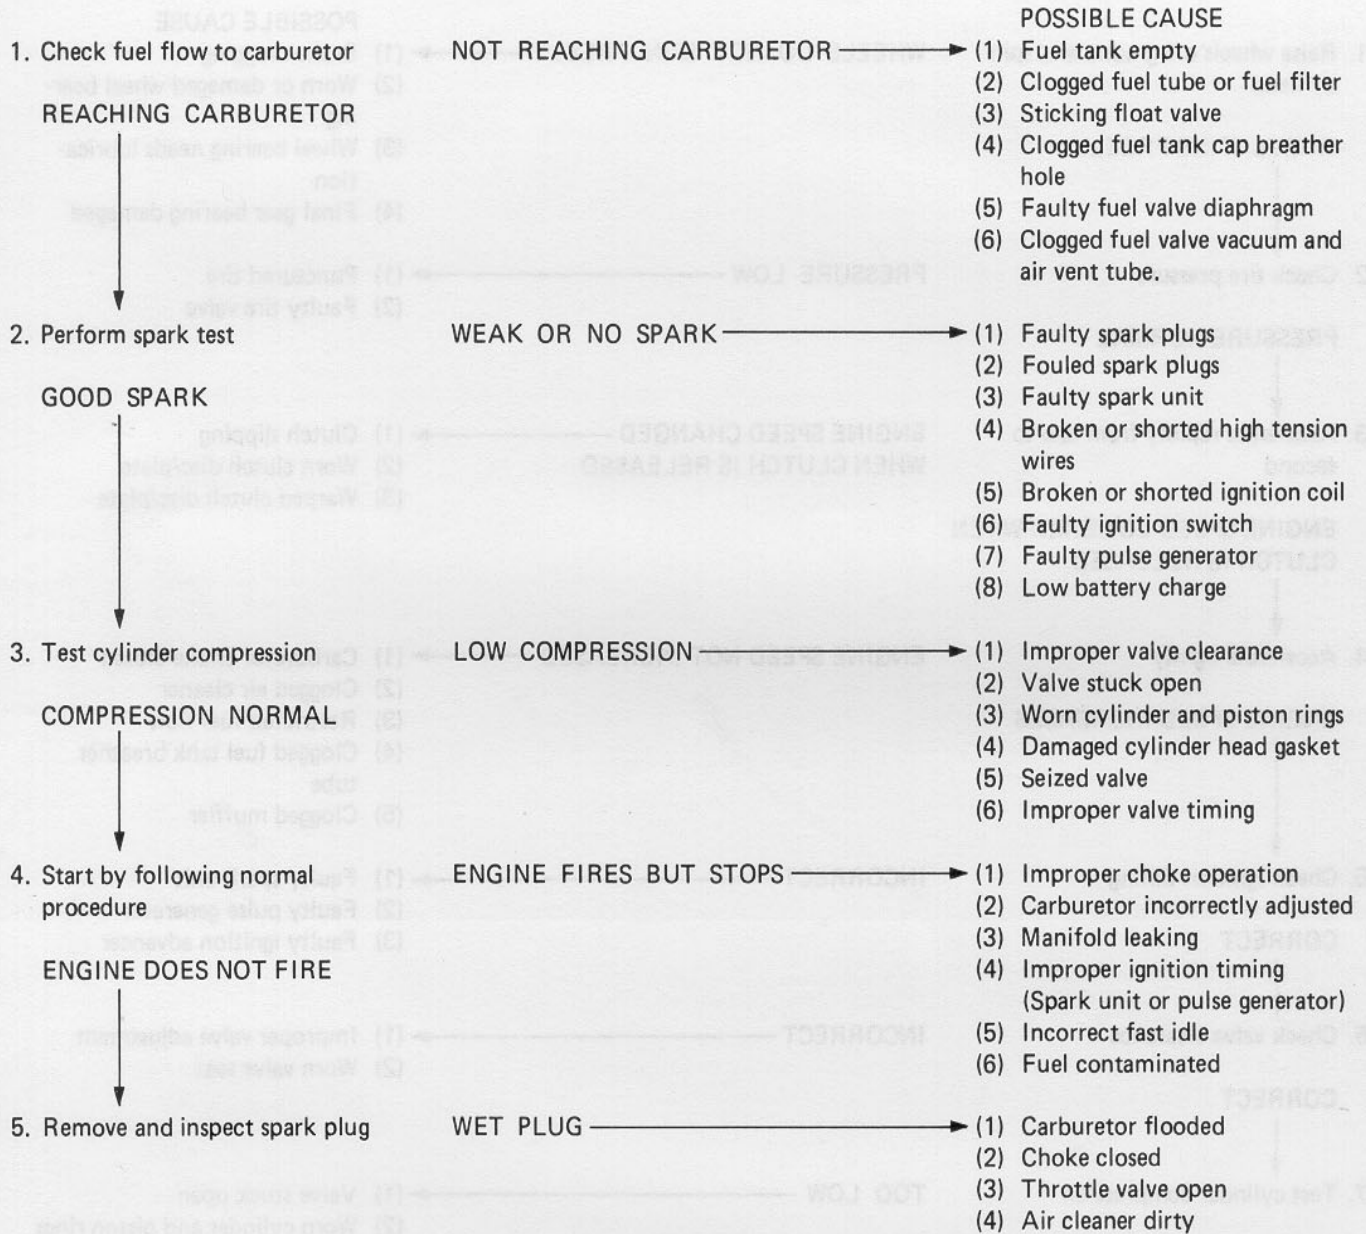 POSSIBLE CAUSE
1. Check fuel flow to carburetor NOT REACHING CARBURETOR (1) Fuel tank empty
(2) Clogged fuel tube or fuel filter
REACHING CARBURETOR (3) Sticking float valve
(4) Clogged fuel tank cap breather
hole
(5) Faulty fuel valve diaphragm
(6) Clogged fuel valve vacuum and
air vent tube.
2. Perform spark test WEAK OR NO SPARK (1) Faulty spark plugs
(2) Fouled spark plugs
GOOD SPARK (3) Faulty spark unit
(4) Broken or shorted high tension
wires
(5) Broken or shorted ignition coil
(6) Faulty ignition switch
(7) Faulty pulse generator
(8) Low battery charge
3. Test cylinder compression LOW COMPRESSION (1) Improper valve clearance
(2) Valve stuck open
COMPRESSION NORMAL (3) Worn cylinder and piston rings
(4) Damaged cylinder head gasket
(5) Seized valve
(6) Improper valve timing
4. Start by following normal ENGINE FIRES BUT STOPS (1) Improper choke operation
procedure (2) Carburetor incorrectly adjusted
(3) Manifold leaking
ENGINE DOES NOT FIRE (4) Improper ignition timing
(Spark unit or pulse generator)
(5) Incorrect fast idle
(6) Fuel contaminated
5. Remove and inspect spark plug WET PLUG (1) Carburetor flooded
(2) Choke closed
(3) Throttle valve open
(4) Air cleaner dirty